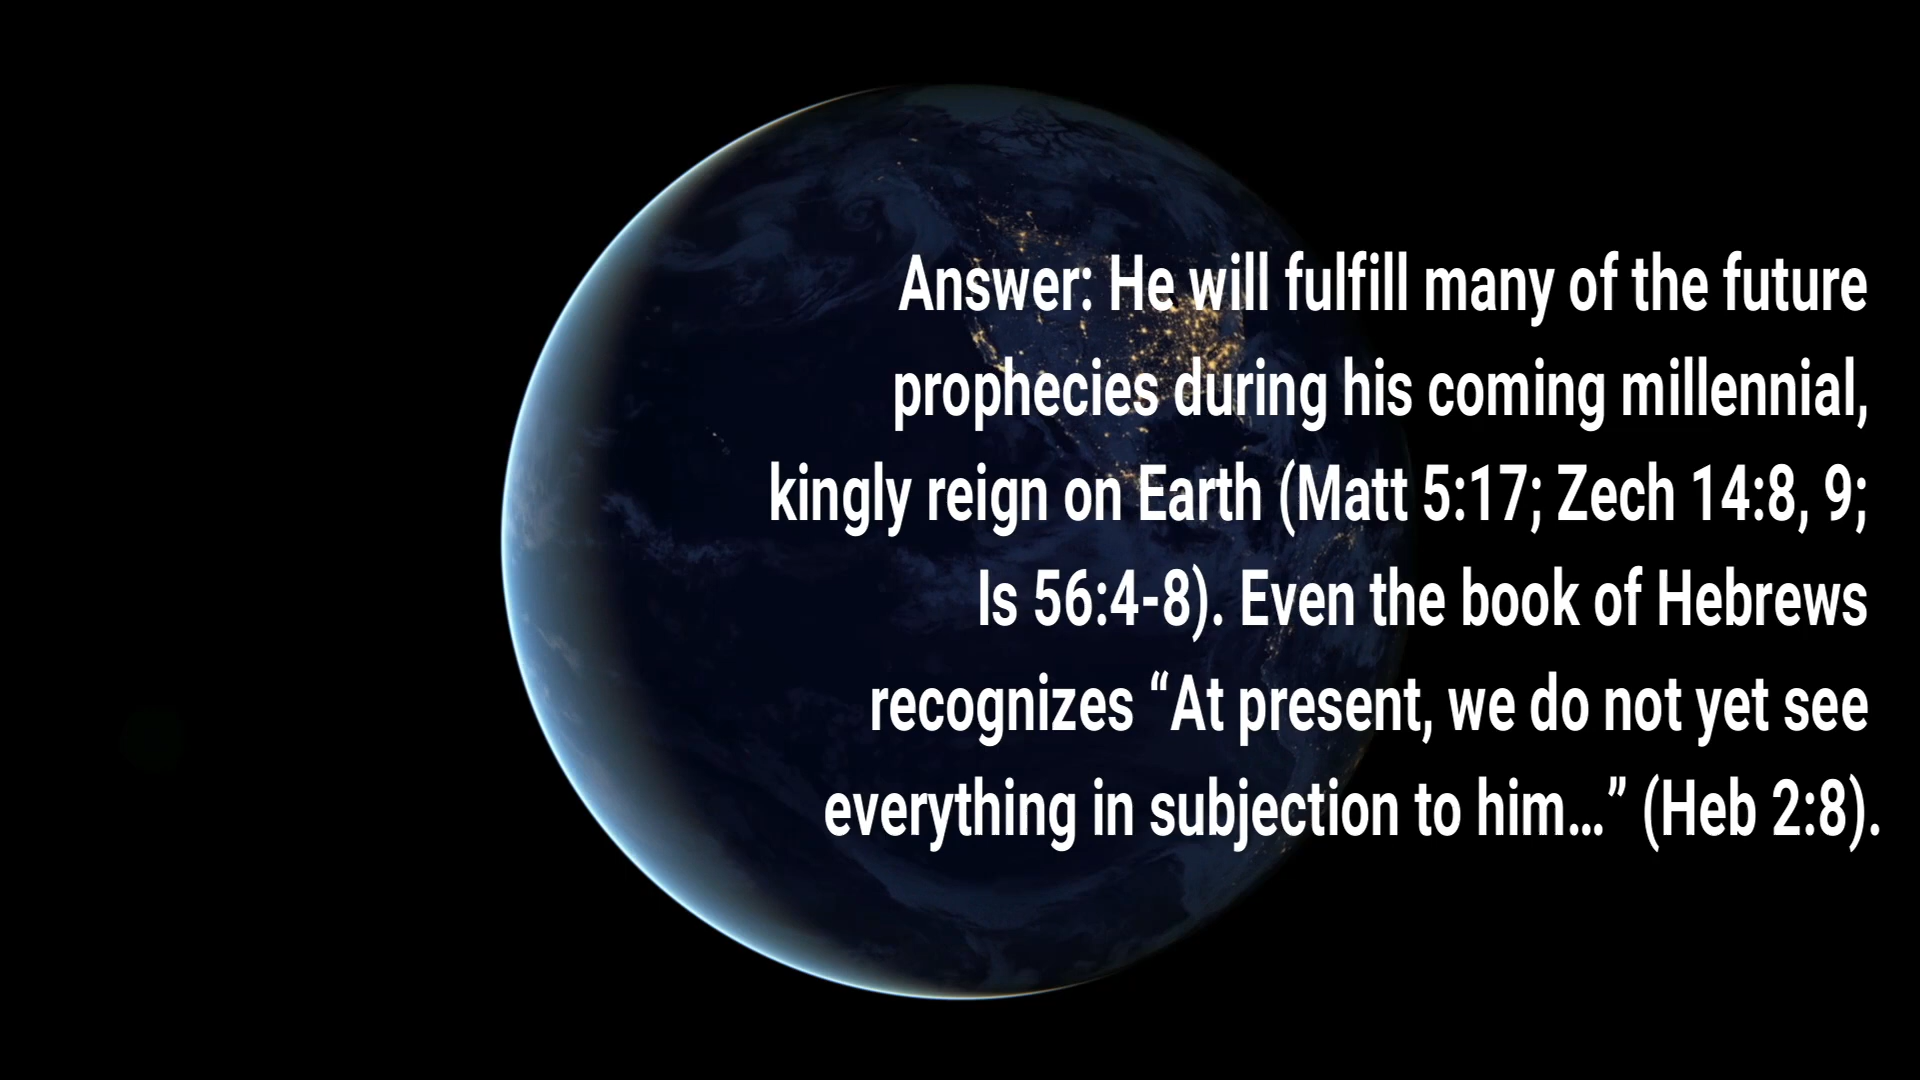 Answer: He will fulfill many of the future
prophecies during his coming millennial,
kingly reign on Earth (Matt 5:17; Zech 14:8, 9;
Is 56:4-8). Even the book of Hebrews
recognizes “At present, we do not yet see
everything in subjection to him…” (Heb 2:8).